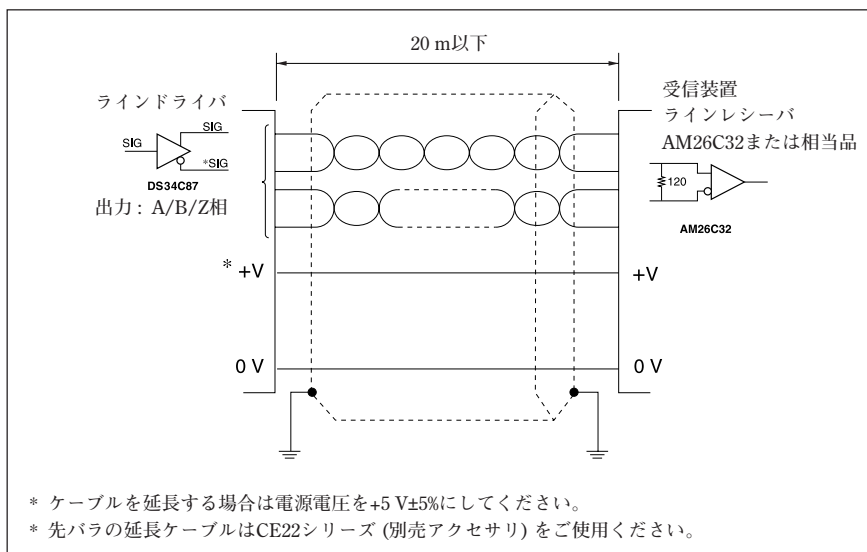 20 m以下
ラインドライバ
SIG
SIG
*SIG
DS34C87
出力 : A/B/Z相
受信装置
ラインレシーバ
AM26C32または相当品
120
AM26C32
* +V
+V
0 V
0 V
* ケーブルを延長する場合は電源電圧を+5 V±5%にしてください。
* 先バラの延長ケーブルはCE22シリーズ (別売アクセサリ) をご使用ください。